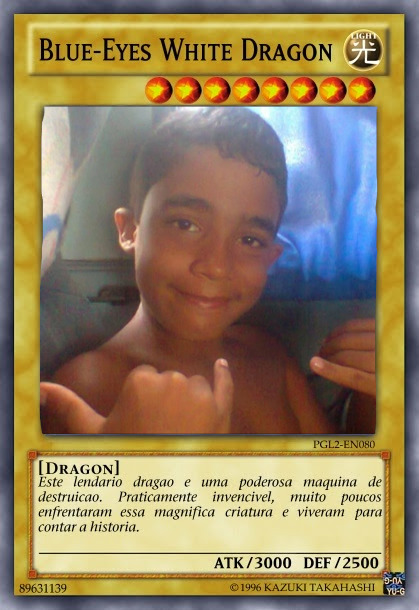 BLUE-EYES WHITE DRAGON
LIGHT
光
PGL2-EN080
[DRAGON]
Este lendario dragao e uma poderosa maquina de
destruicao. Praticamente invencivel, muito poucos
enfrentaram essa magnifica criatura e viveram para
contar a historia.
ATK/3000 DEF/2500
89631139
©1996 KAZUKI TAKAHASHI